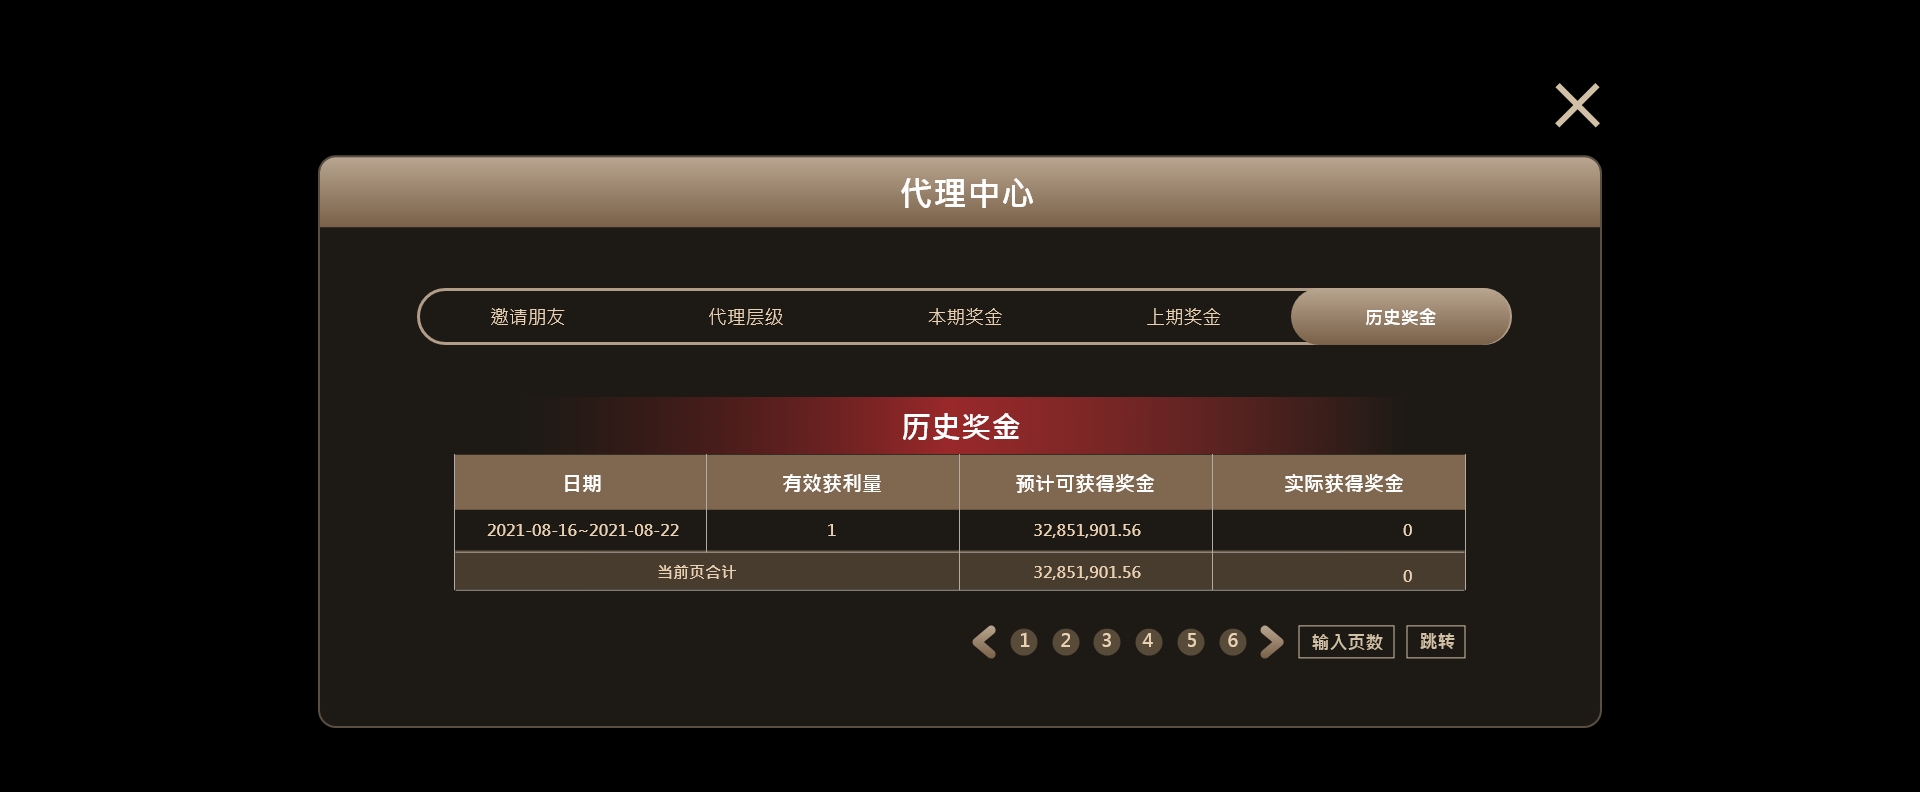 代理中心
邀请朋友 代理层级 本期奖金 上期奖金 历史奖金
历史奖金
日期 有效获利量 预计可获得奖金 实际获得奖金
2021-08-16~2021-08-22 1 32,851,901.56 0
当前页合计 32,851,901.56 0
1 2 3 4 5 6 输入页数 跳转